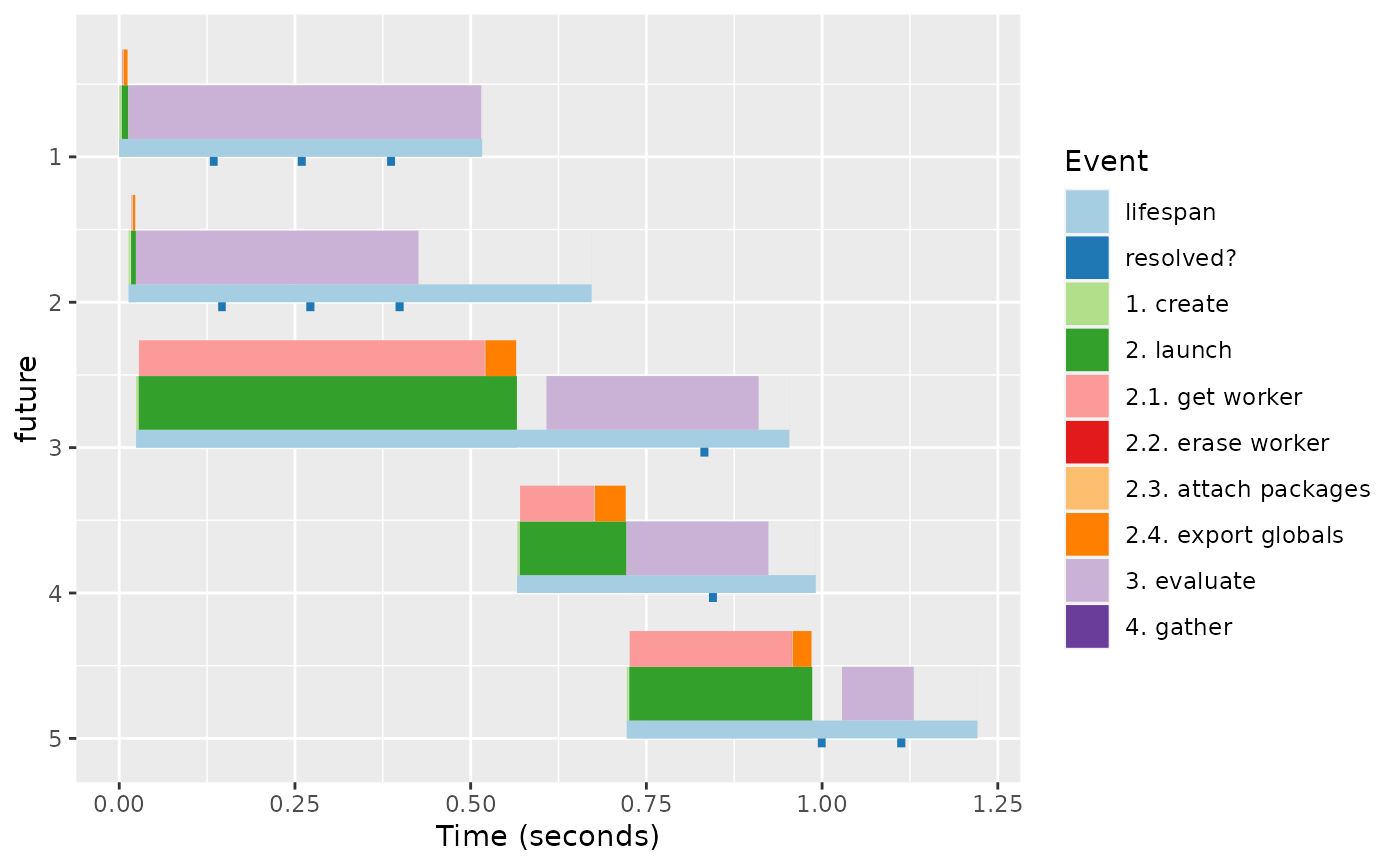 future
1
2
3
4
5
0.00 0.25 0.50 0.75 1.00 1.25
Time (seconds)
Event
lifespan
resolved?
1. create
2. launch
2.1. get worker
2.2. erase worker
2.3. attach packages
2.4. export globals
3. evaluate
4. gather